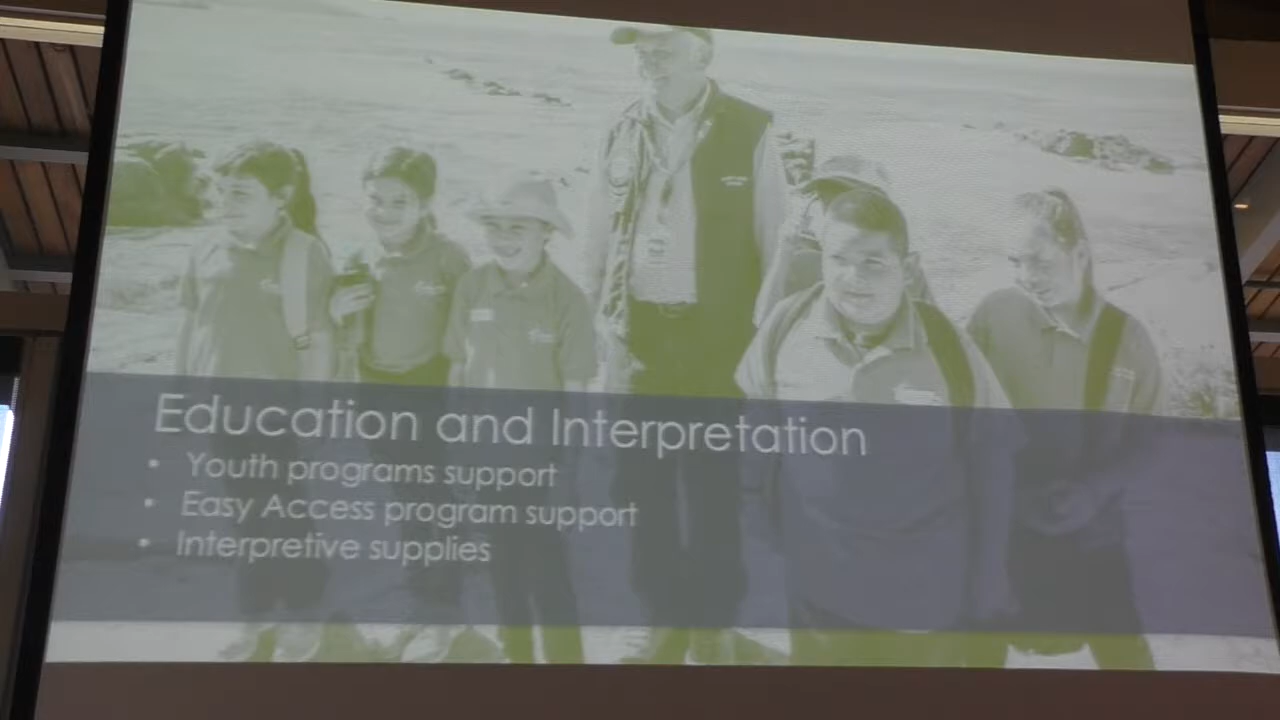 Education and Interpretation
• Youth programs support
• Easy Access program support
• Interpretive supplies